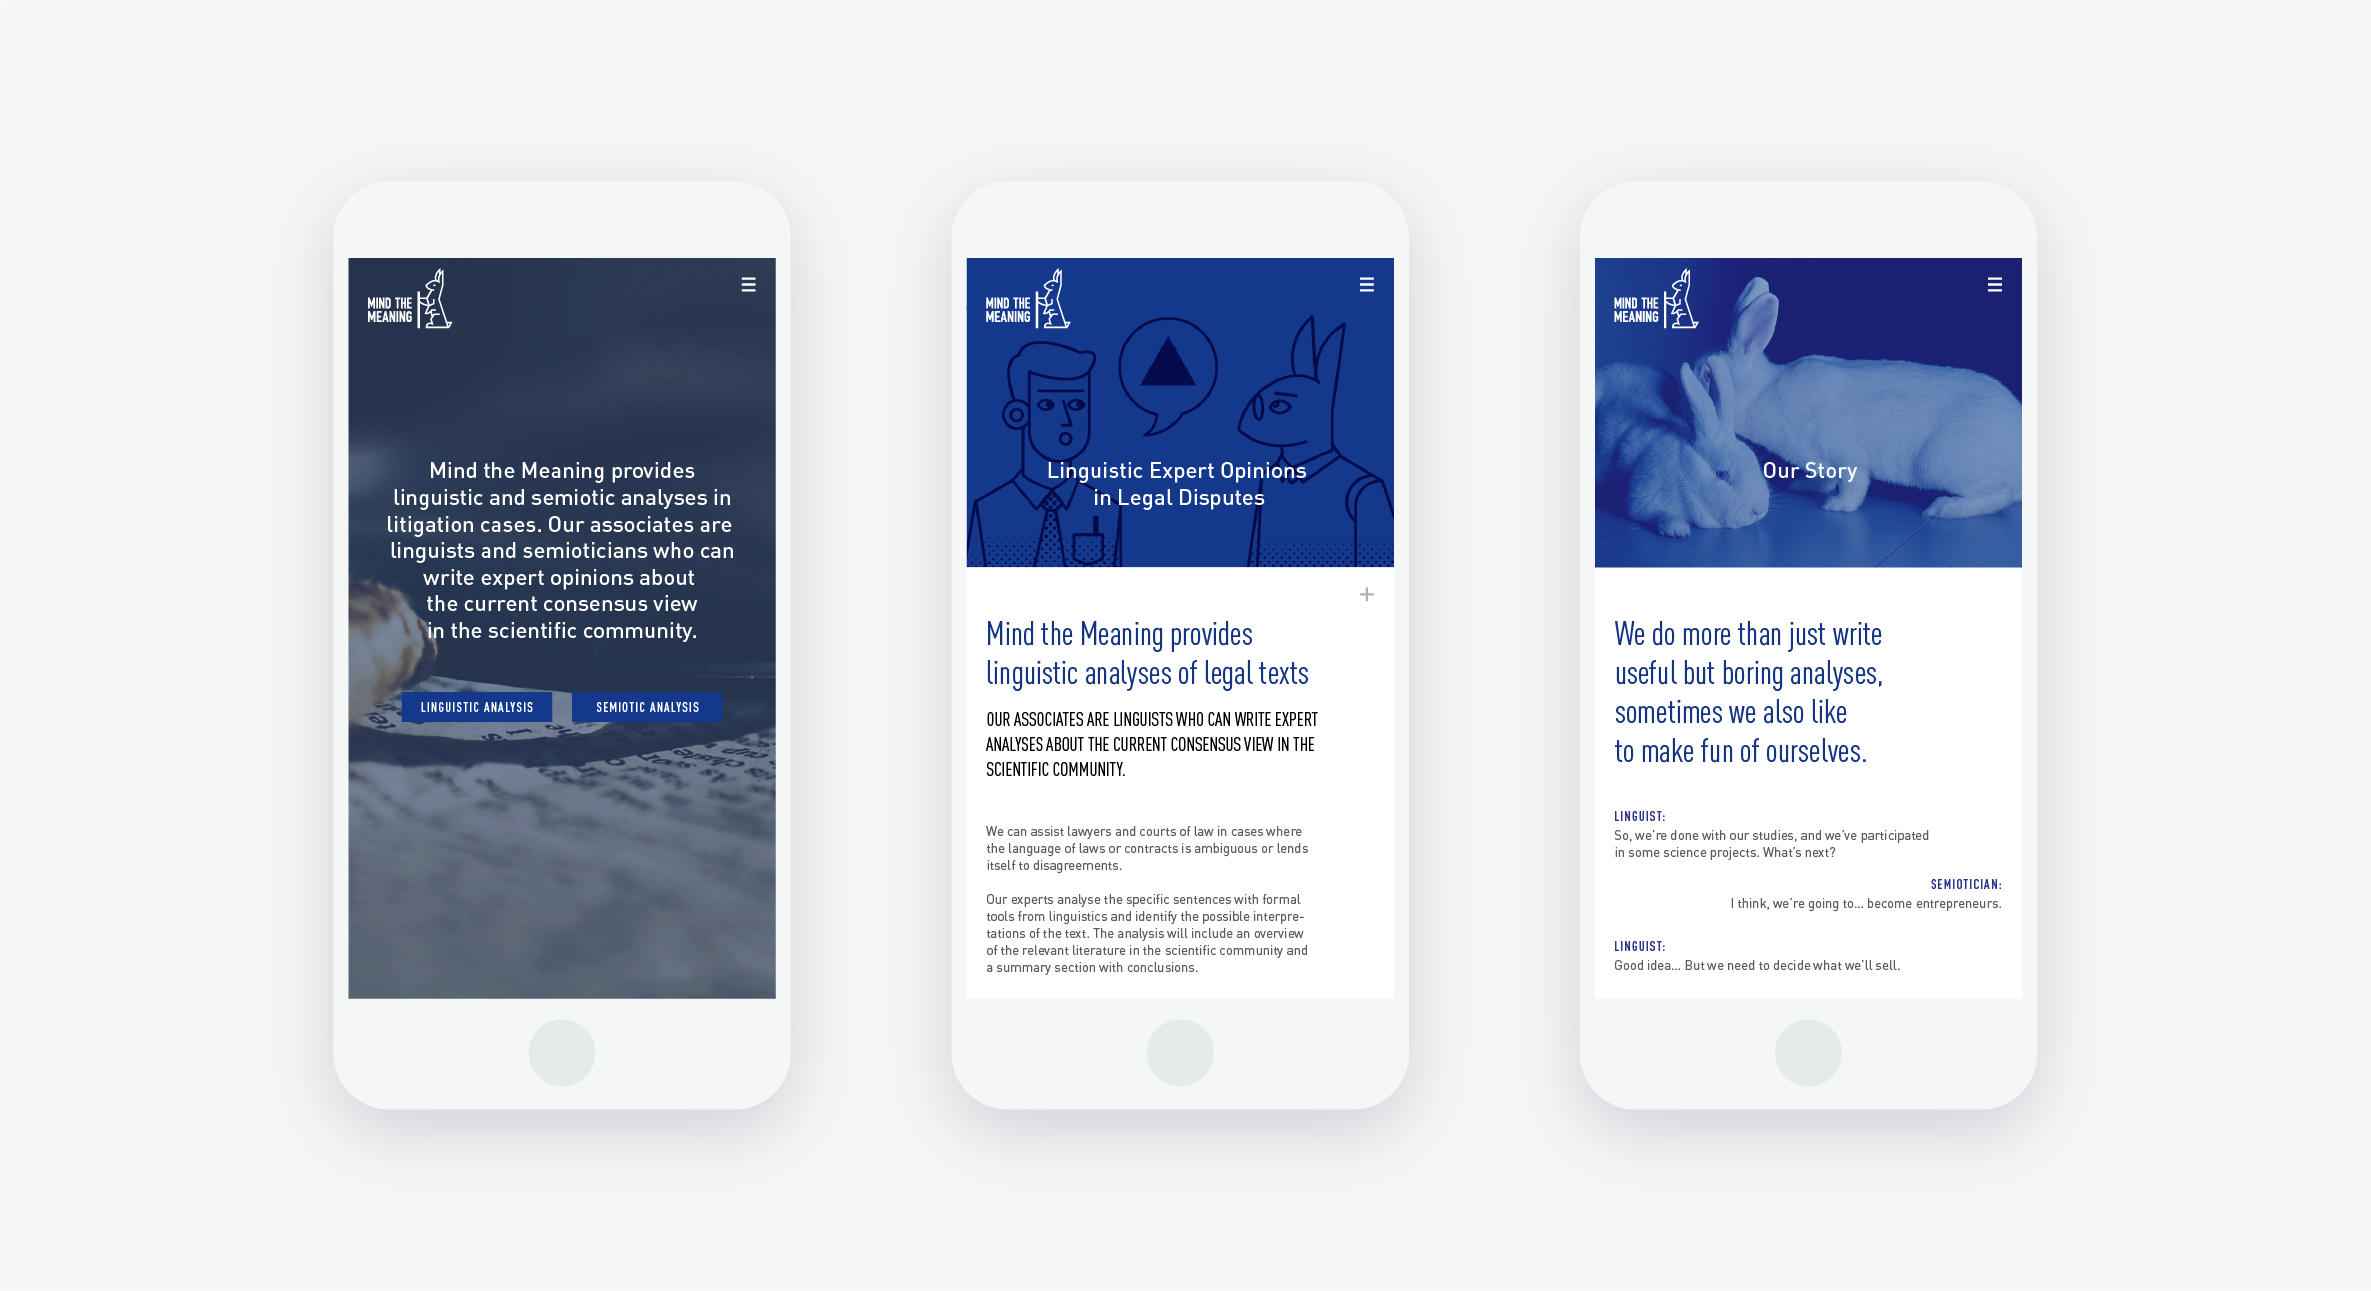 MIND THE
MEANING
Mind the Meaning provides
linguistic and semiotic analyses in
litigation cases. Our associates are
linguists and semioticians who can
write expert opinions about
the current consensus view
in the scientific community.
LINGUISTIC ANALYSIS
SEMIOTIC ANALYSIS
MIND THE
MEANING
Linguistic Expert Opinions
in Legal Disputes
Mind the Meaning provides
linguistic analyses of legal texts
OUR ASSOCIATES ARE LINGUISTS WHO CAN WRITE EXPERT
ANALYSES ABOUT THE CURRENT CONSENSUS VIEW IN THE
SCIENTIFIC COMMUNITY.
We can assist lawyers and courts of law in cases where
the language of laws or contracts is ambiguous or lends
itself to disagreements.
Our experts analyse the specific sentences with formal
tools from linguistics and identify the possible interpre-
tations of the text. The analysis will include an overview
of the relevant literature in the scientific community and
a summary section with conclusions.
MIND THE
MEANING
Our Story
We do more than just write
useful but boring analyses,
sometimes we also like
to make fun of ourselves.
LINGUIST:
So, we're done with our studies, and we've participated
in some science projects. What's next?
SEMIOTICIAN:
I think, we're going to... become entrepreneurs.
LINGUIST:
Good idea... But we need to decide what we'll sell.